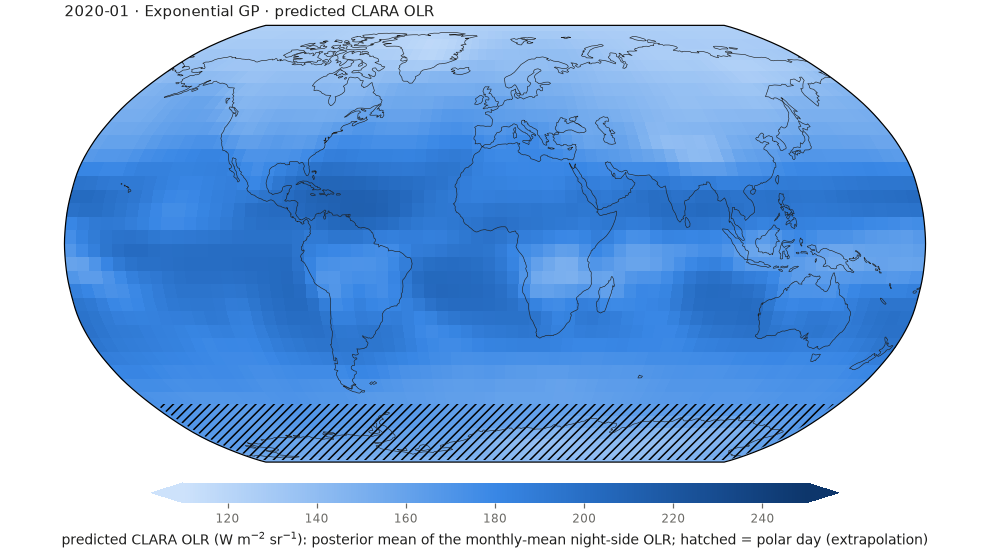 2020-01 · Exponential GP · predicted CLARA OLR
120 140 160 180 200 220 240
predicted CLARA OLR (W m⁻² sr⁻¹): posterior mean of the monthly-mean night-side OLR; hatched = polar day (extrapolation)